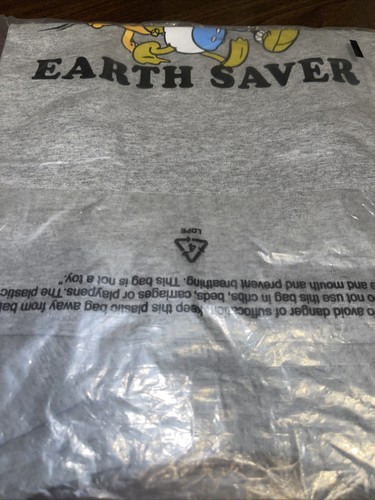 EARTH SAVER
4
LDPE
To avoid danger of suffocation, keep this plastic bag away from
not use this bag in cribs, beds, carriages or playpens. The plastic
and mouth and prevent breathing. This bag is not a toy."